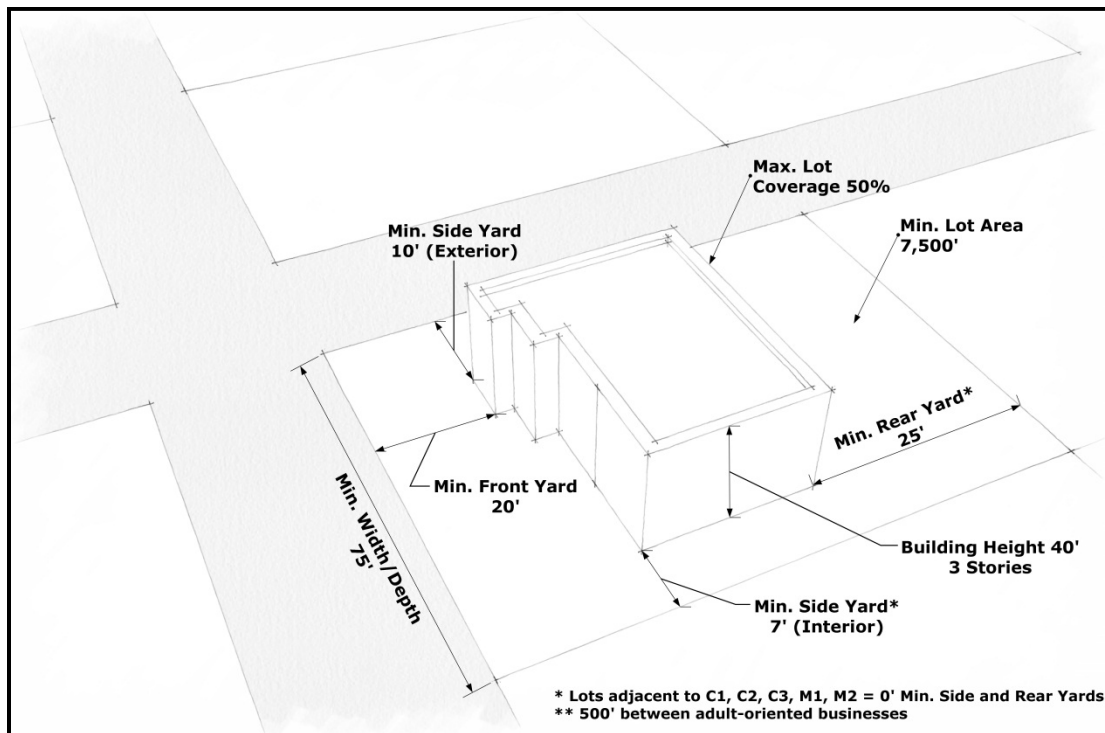 Max. Lot
Coverage 50%
Min. Side Yard
10' (Exterior)
Min. Lot Area
7,500'
Min. Rear Yard*
25'
Min. Front Yard
20'
Min. Width/Depth
75'
Building Height 40'
3 Stories
Min. Side Yard*
7' (Interior)
* Lots adjacent to C1, C2, C3, M1, M2 = 0' Min. Side and Rear Yards
** 500' between adult-oriented businesses